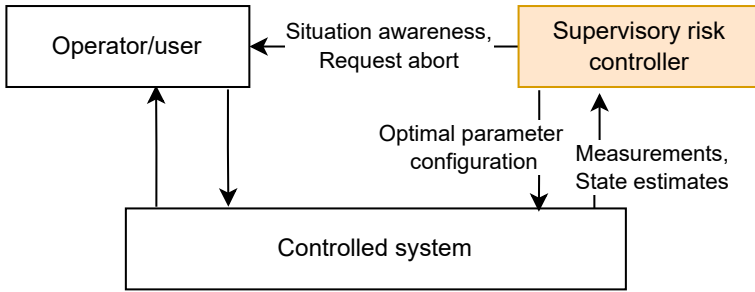 Operator/user
Situation awareness,
Request abort
Supervisory risk
controller
Optimal parameter
configuration
Measurements,
State estimates
Controlled system